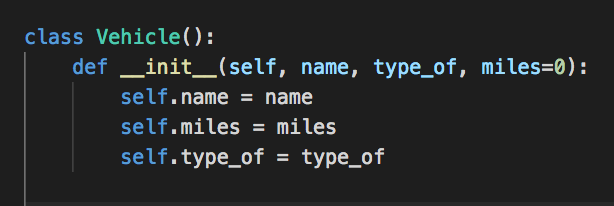 class Vehicle():
    def __init__(self, name, type_of, miles=0):
        self.name = name
        self.miles = miles
        self.type_of = type_of